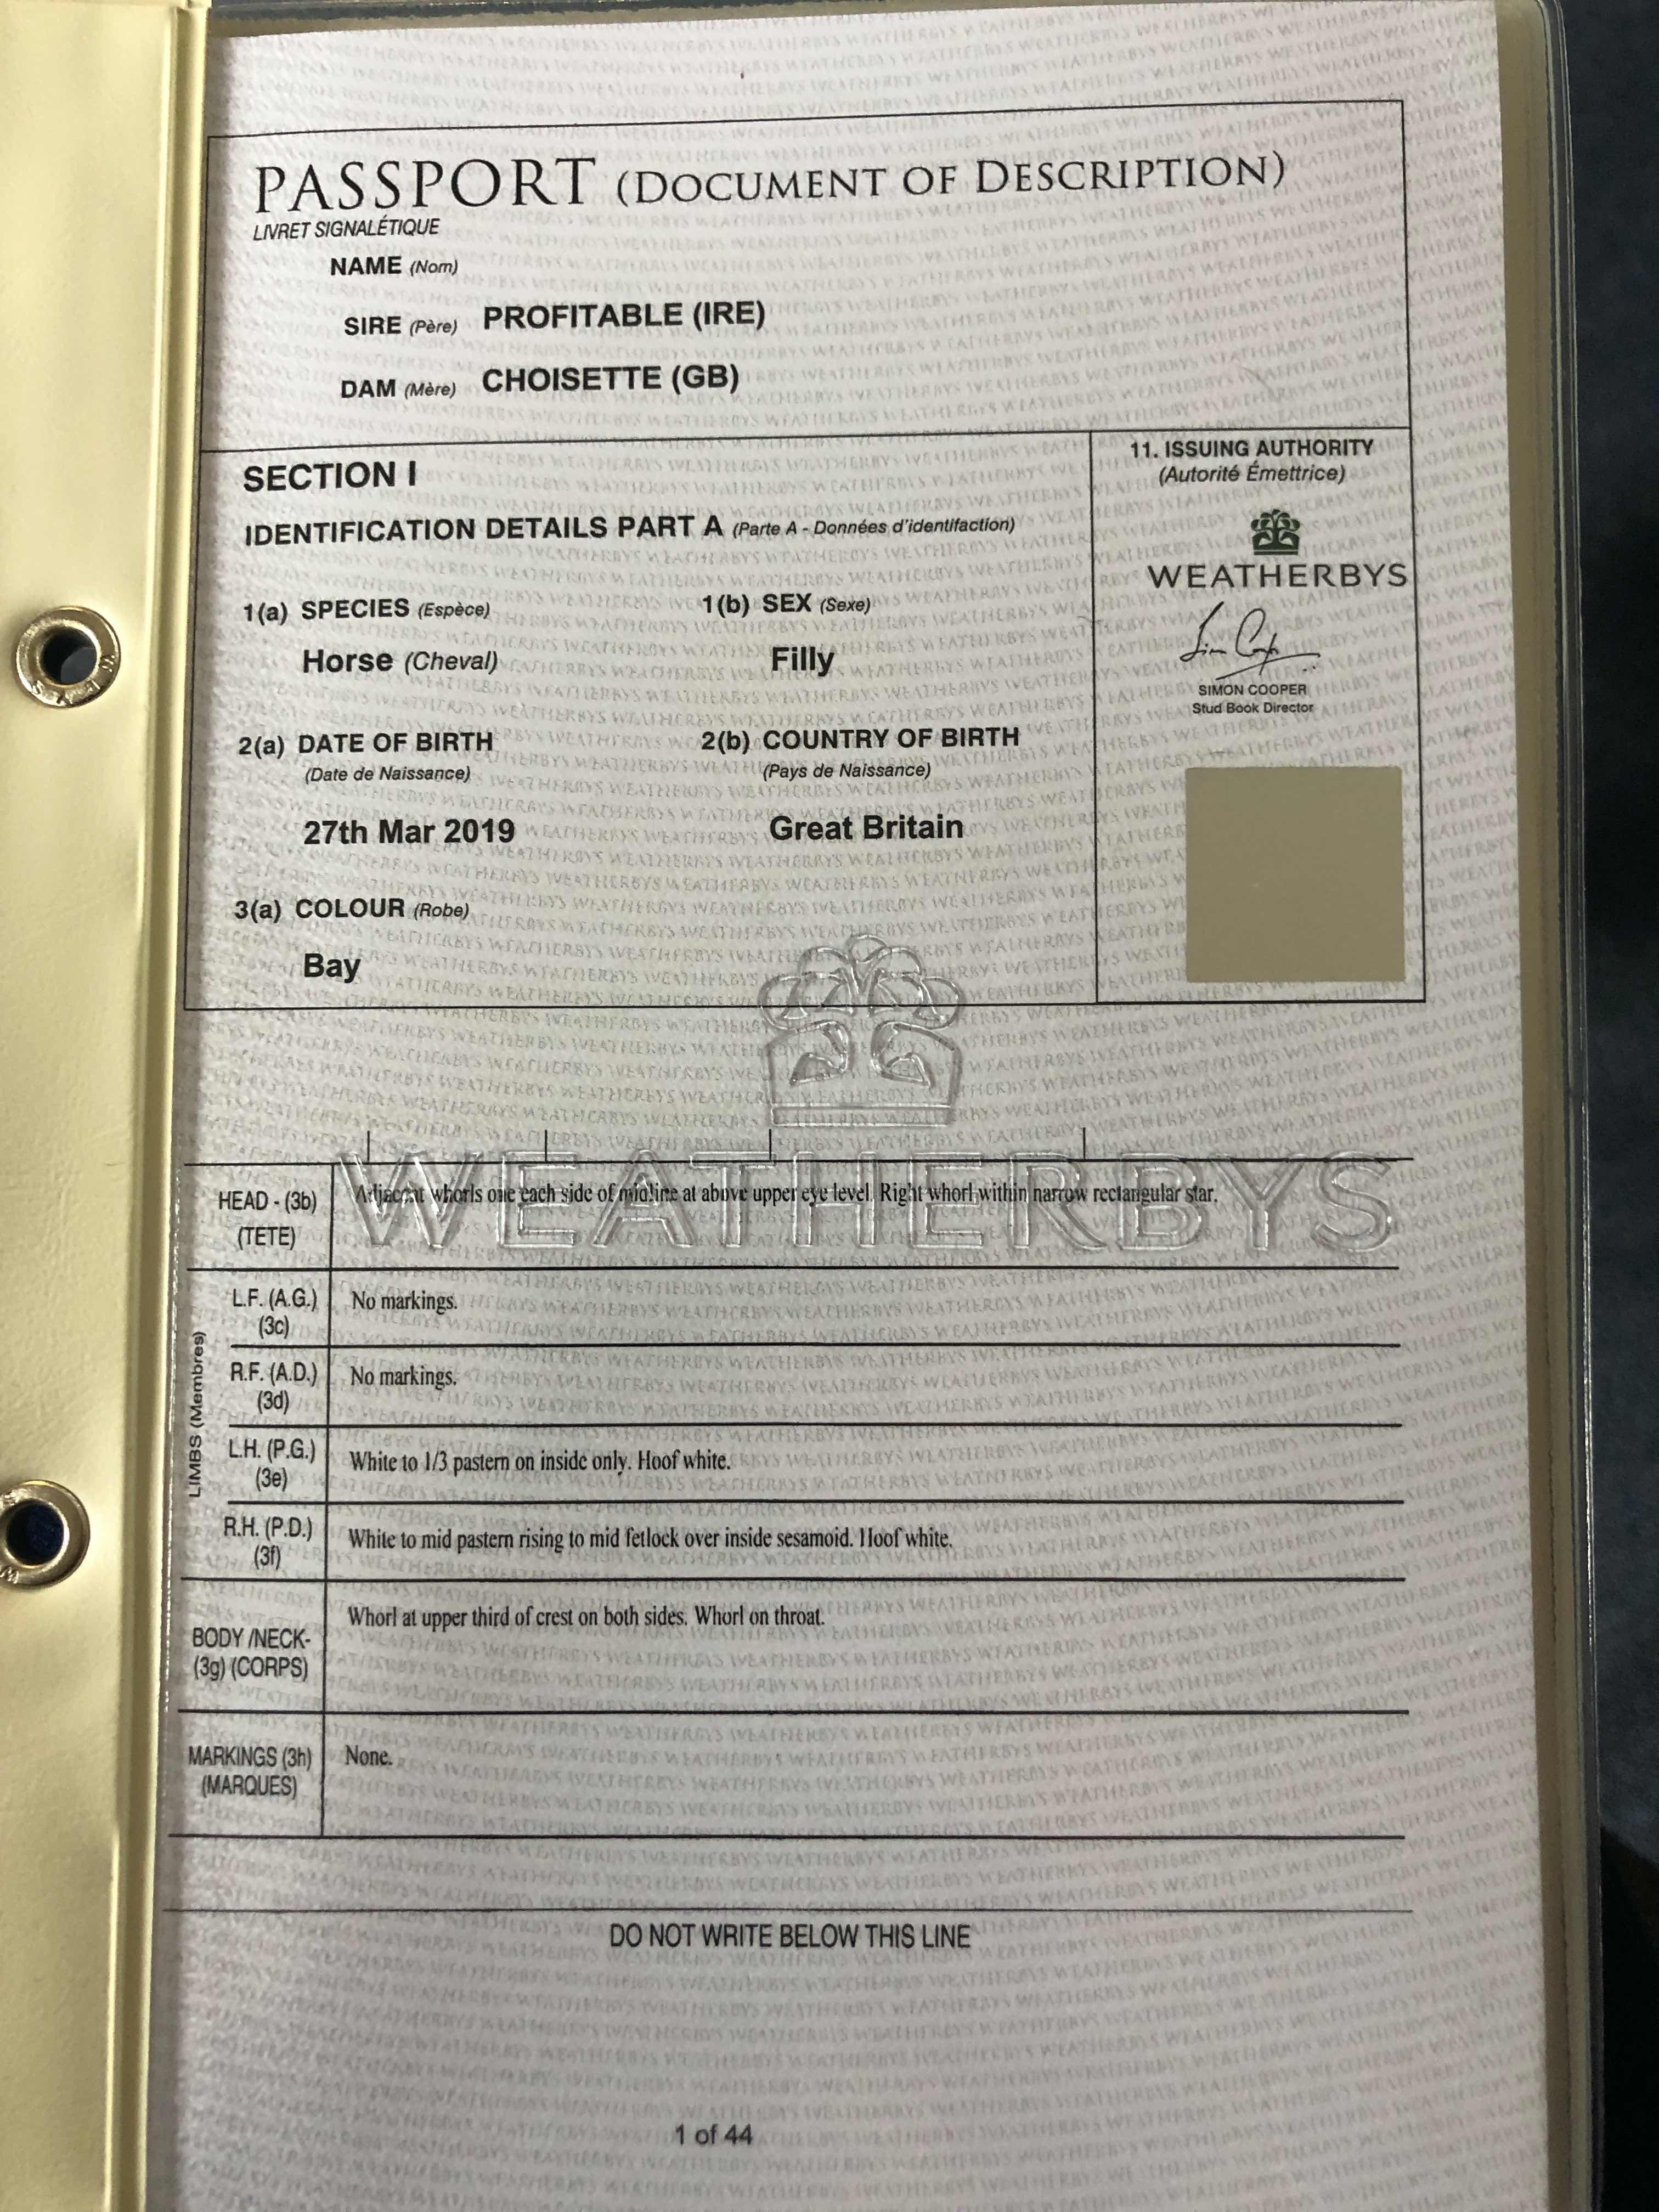 PASSPORT (DOCUMENT OF DESCRIPTION)
LIVRET SIGNALÉTIQUE
NAME (Nom)
SIRE (Père) PROFITABLE (IRE)
DAM (Mère) CHOISETTE (GB)
SECTION I
IDENTIFICATION DETAILS PART A (Parte A - Données d'identifaction)
1(a) SPECIES (Espèce) 1(b) SEX (Sexe)
Horse (Cheval) Filly
2(a) DATE OF BIRTH 2(b) COUNTRY OF BIRTH
(Date de Naissance) (Pays de Naissance)
27th Mar 2019 Great Britain
3(a) COLOUR (Robe)
Bay
11. ISSUING AUTHORITY
(Autorité Émettrice)
WEATHERBYS
SIMON COOPER
Stud Book Director
WEATHERBYS
HEAD - (3b) Adjacent whorls one each side of midline at above upper eye level. Right whorl within narrow rectangular star.
(TETE)
LIMBS (Membres)
L.F. (A.G.) No markings.
(3c)
R.F. (A.D.) No markings.
(3d)
L.H. (P.G.) White to 1/3 pastern on inside only. Hoof white.
(3e)
R.H. (P.D.) White to mid pastern rising to mid fetlock over inside sesamoid. Hoof white.
(3f)
Whorl at upper third of crest on both sides. Whorl on throat.
BODY /NECK-
(3g) (CORPS)
MARKINGS (3h) None.
(MARQUES)
DO NOT WRITE BELOW THIS LINE
1 of 44